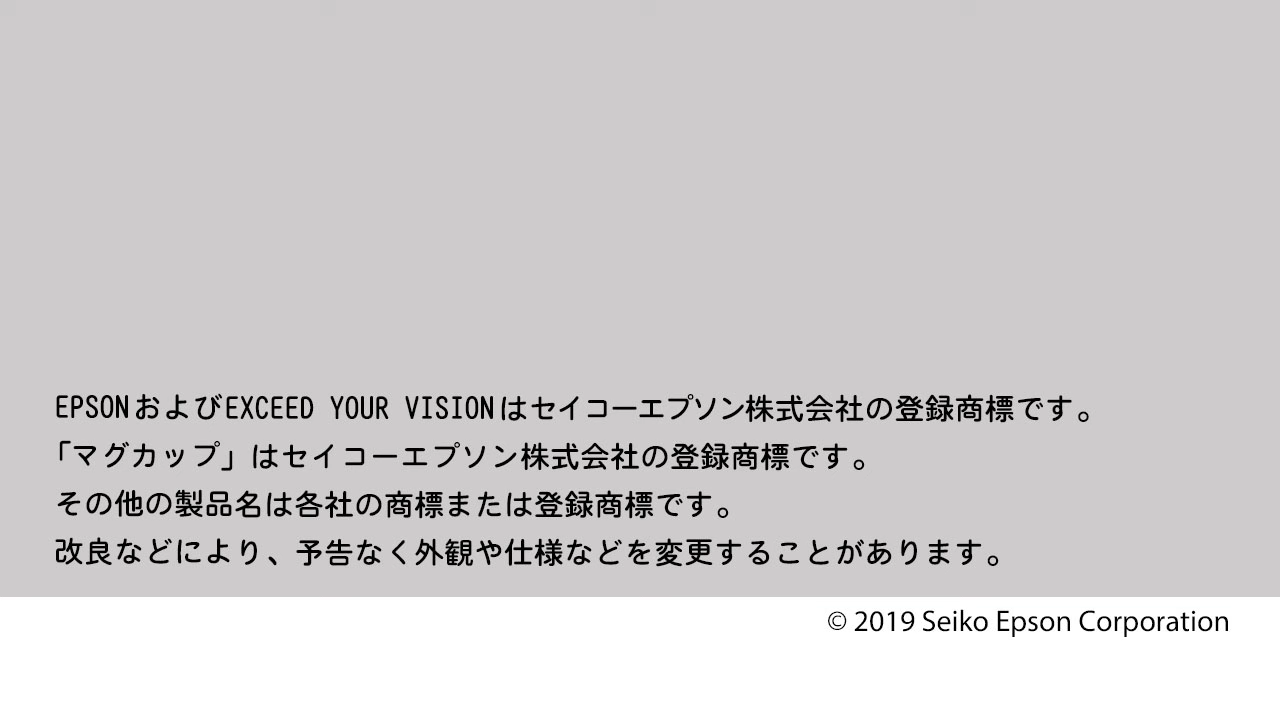 EPSONおよびEXCEED YOUR VISIONはセイコーエプソン株式会社の登録商標です。
「マグカップ」はセイコーエプソン株式会社の登録商標です。
その他の製品名は各社の商標または登録商標です。
改良などにより、予告なく外観や仕様などを変更することがあります。
© 2019 Seiko Epson Corporation